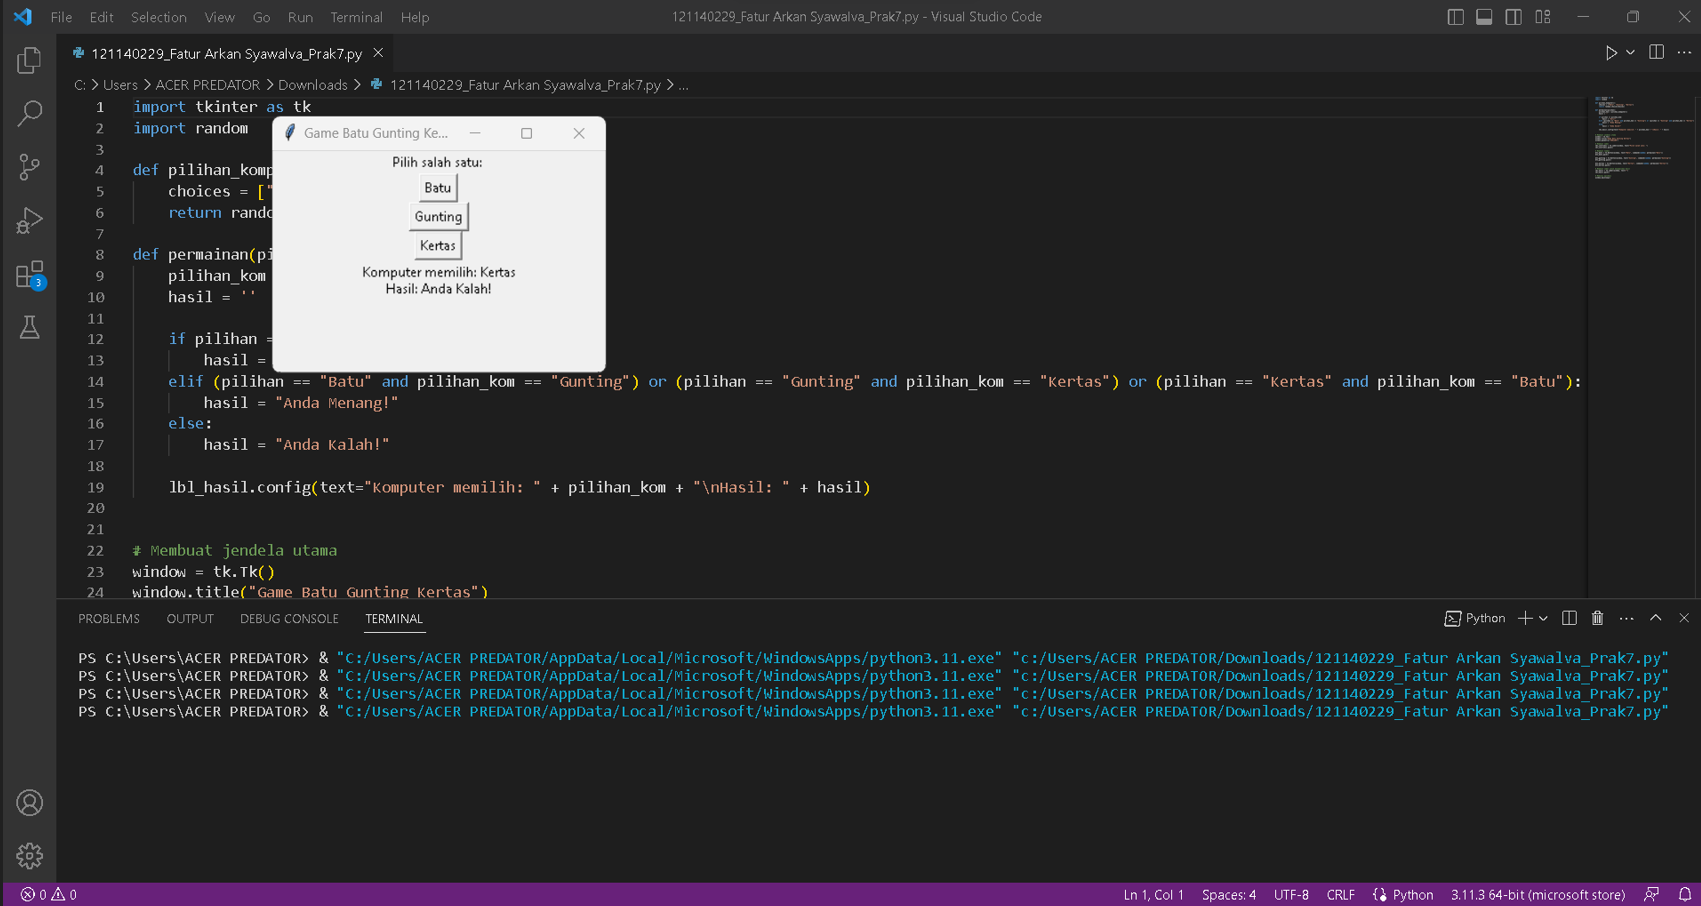 File Edit Selection View Go Run Terminal Help
121140229_Fatur Arkan Syawalva_Prak7.py - Visual Studio Code
121140229_Fatur Arkan Syawalva_Prak7.py
C: > Users > ACER PREDATOR > Downloads > 121140229_Fatur Arkan Syawalva_Prak7.py > ...
1 import tkinter as tk
2 import random
3
4 def pilihan_komp
5 choices = ["
6 return rando
7
8 def permainan(pi
9 pilihan_kom
10 hasil = ''
11
12 if pilihan =
13 hasil =
14 elif (pilihan == "Batu" and pilihan_kom == "Gunting") or (pilihan == "Gunting" and pilihan_kom == "Kertas") or (pilihan == "Kertas" and pilihan_kom == "Batu"):
15 hasil = "Anda Menang!"
16 else:
17 hasil = "Anda Kalah!"
18
19 lbl_hasil.config(text="Komputer memilih: " + pilihan_kom + "\nHasil: " + hasil)
20
21
22 # Membuat jendela utama
23 window = tk.Tk()
24 window.title("Game Batu Gunting Kertas")
Game Batu Gunting Ke...
Pilih salah satu:
Batu
Gunting
Kertas
Komputer memilih: Kertas
Hasil: Anda Kalah!
3
PROBLEMS OUTPUT DEBUG CONSOLE TERMINAL
Python
PS C:\Users\ACER PREDATOR> & "C:/Users/ACER PREDATOR/AppData/Local/Microsoft/WindowsApps/python3.11.exe" "c:/Users/ACER PREDATOR/Downloads/121140229_Fatur Arkan Syawalva_Prak7.py"
PS C:\Users\ACER PREDATOR> & "C:/Users/ACER PREDATOR/AppData/Local/Microsoft/WindowsApps/python3.11.exe" "c:/Users/ACER PREDATOR/Downloads/121140229_Fatur Arkan Syawalva_Prak7.py"
PS C:\Users\ACER PREDATOR> & "C:/Users/ACER PREDATOR/AppData/Local/Microsoft/WindowsApps/python3.11.exe" "c:/Users/ACER PREDATOR/Downloads/121140229_Fatur Arkan Syawalva_Prak7.py"
PS C:\Users\ACER PREDATOR> & "C:/Users/ACER PREDATOR/AppData/Local/Microsoft/WindowsApps/python3.11.exe" "c:/Users/ACER PREDATOR/Downloads/121140229_Fatur Arkan Syawalva_Prak7.py"
0 0
Ln 1, Col 1 Spaces: 4 UTF-8 CRLF Python 3.11.3 64-bit (microsoft store)